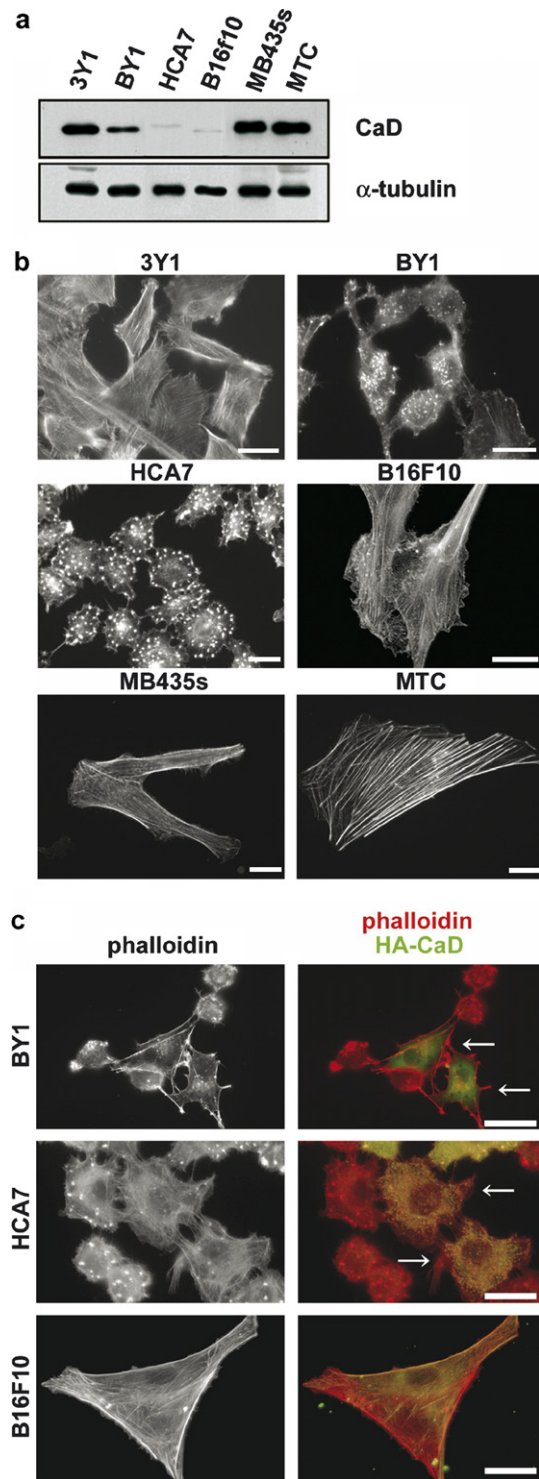 a
3Y1 BY1 HCA7 B16f10 MB435s MTC
CaD
α-tubulin
b
3Y1 BY1
HCA7 B16F10
MB435s MTC
c
phalloidin
phalloidin
HA-CaD
BY1
HCA7
B16F10